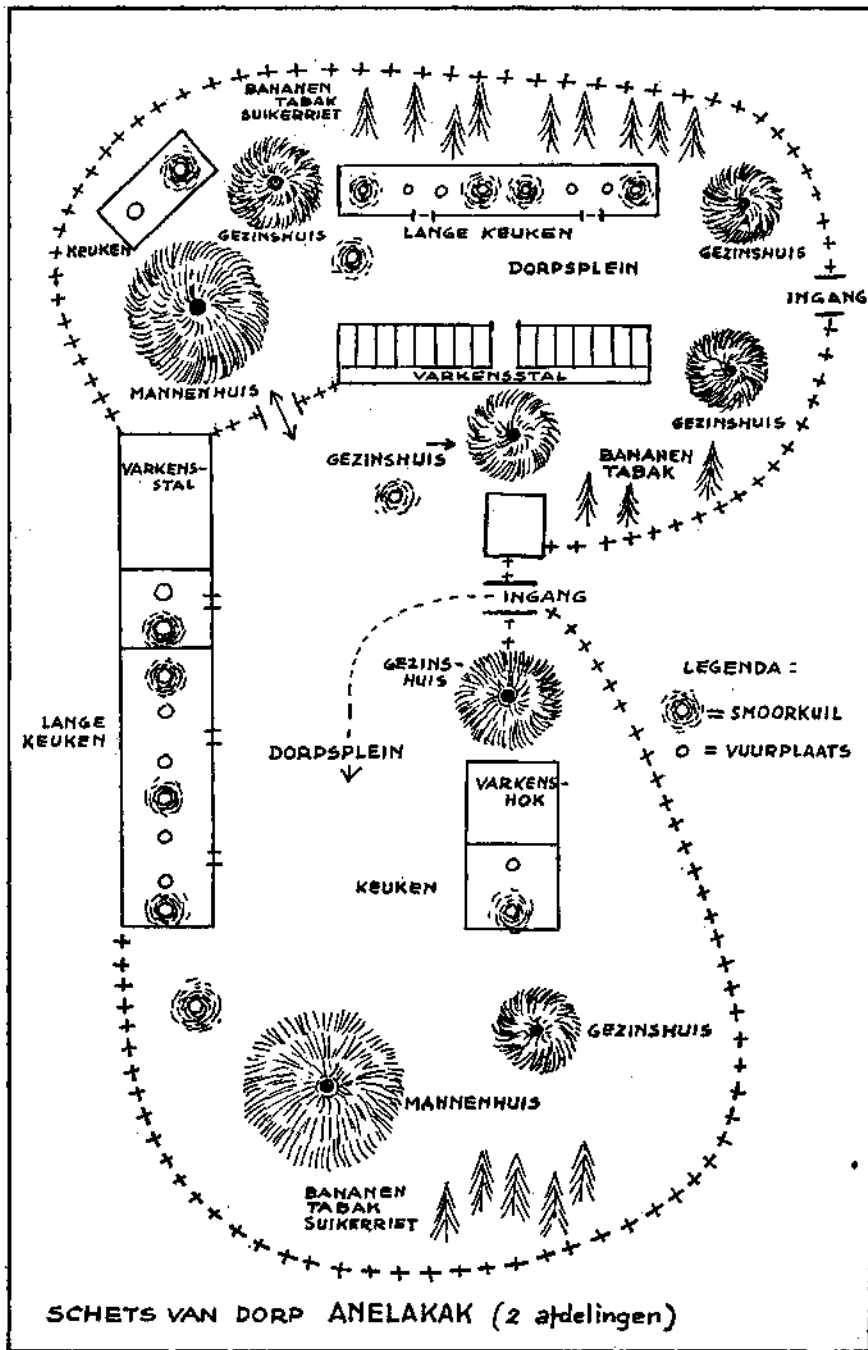 BANANEN
TABAK
SUIKERRIET
KEUKEN
GEZINSHUIS
LANGE KEUKEN
GEZINSHUIS
DORPSPLEIN
INGANG
MANNENHUIS
VARKENSSTAL
GEZINSHUIS
GEZINSHUIS
BANANEN
TABAK
VARKENS-
STAL
INGANG
GEZINS-
HUIS
LEGENDA =
= SMOORKUIL
= VUURPLAATS
LANGE
KEUKEN
DORPSPLEIN
VARKENS-
HOK
KEUKEN
GEZINSHUIS
MANNENHUIS
BANANEN
TABAK
SUIKERRIET
SCHETS VAN DORP ANELAKAK (2 afdelingen)